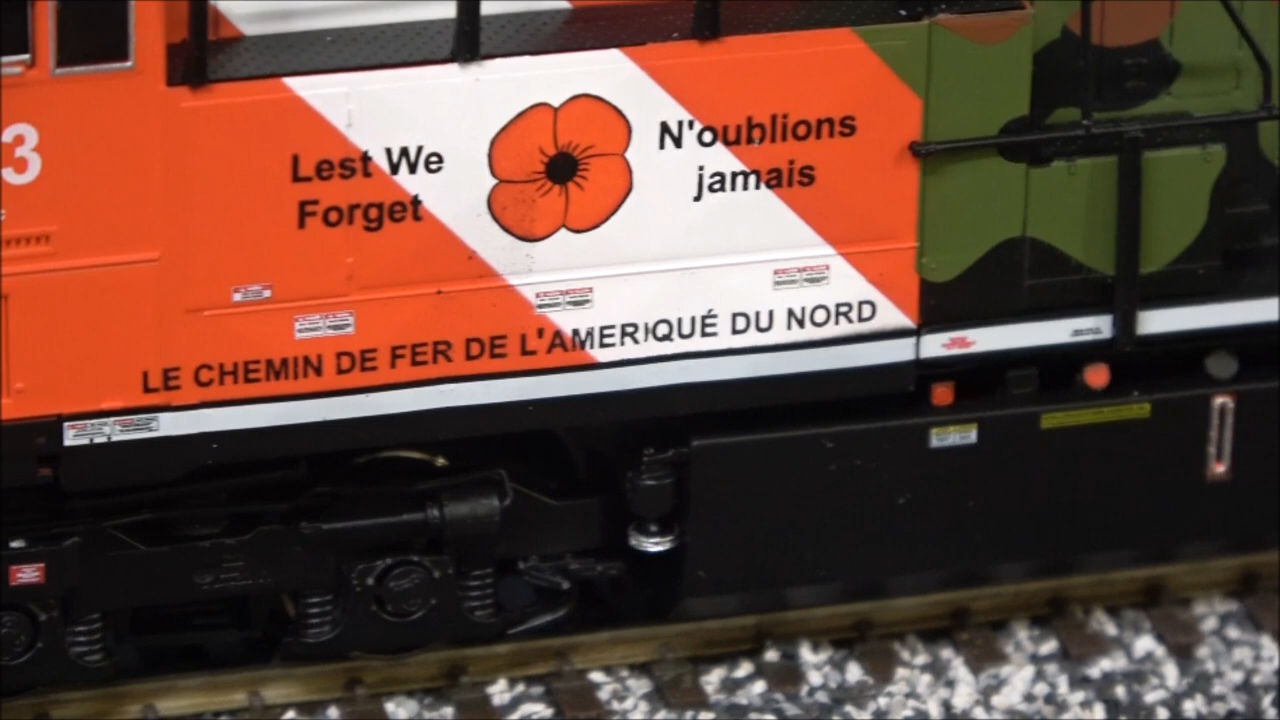 3
Lest We
Forget
N'oublions
jamais
LE CHEMIN DE FER DE L'AMERIQUÉ DU NORD